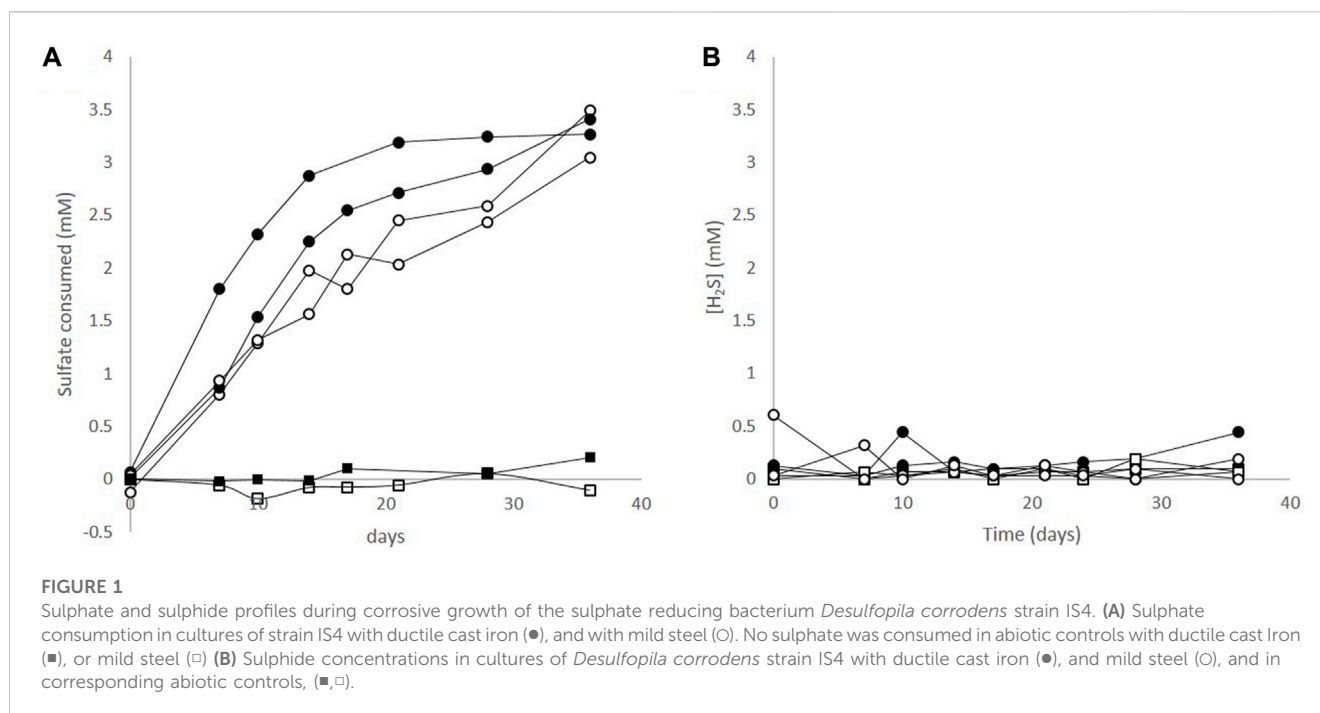 A
B
4
3.5
3
2.5
2
1.5
1
0.5
0
-0.5
0
10
20
30
40
Sulfate consumed (mM)
days
4
3.5
3
2.5
2
1.5
1
0.5
0
0
10
20
30
40
[H₂S] (mM)
Time (days)
FIGURE 1
Sulphate and sulphide profiles during corrosive growth of the sulphate reducing bacterium Desulfopila corrodens strain IS4. (A) Sulphate
consumption in cultures of strain IS4 with ductile cast iron (●), and with mild steel (○). No sulphate was consumed in abiotic controls with ductile cast Iron
(■), or mild steel (□) (B) Sulphide concentrations in cultures of Desulfopila corrodens strain IS4 with ductile cast iron (●), and mild steel (○), and in
corresponding abiotic controls, (■,□).